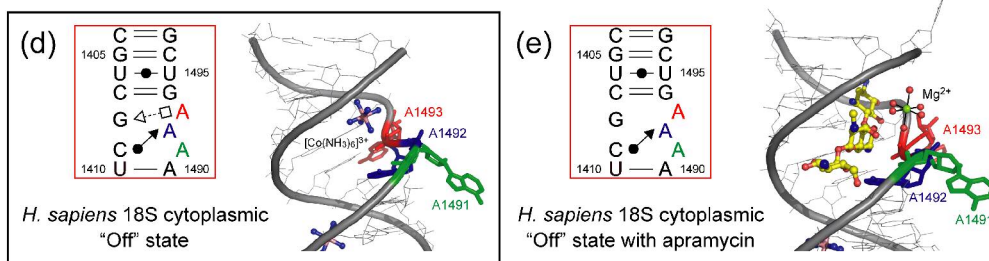 (d)
C G
1405 G C
U U
U 1495
C G
G A
A
C A
1410 U A 1490
H. sapiens 18S cytoplasmic
“Off” state
[Co(NH3)6]3+
A1493
A1492
A1491
(e)
C G
1405 G C
G U
U U 1495
C G
G A
A
C A
1410 U A 1490
H. sapiens 18S cytoplasmic
“Off” state with apramycin
Mg2+
A1493
A1492
A1491